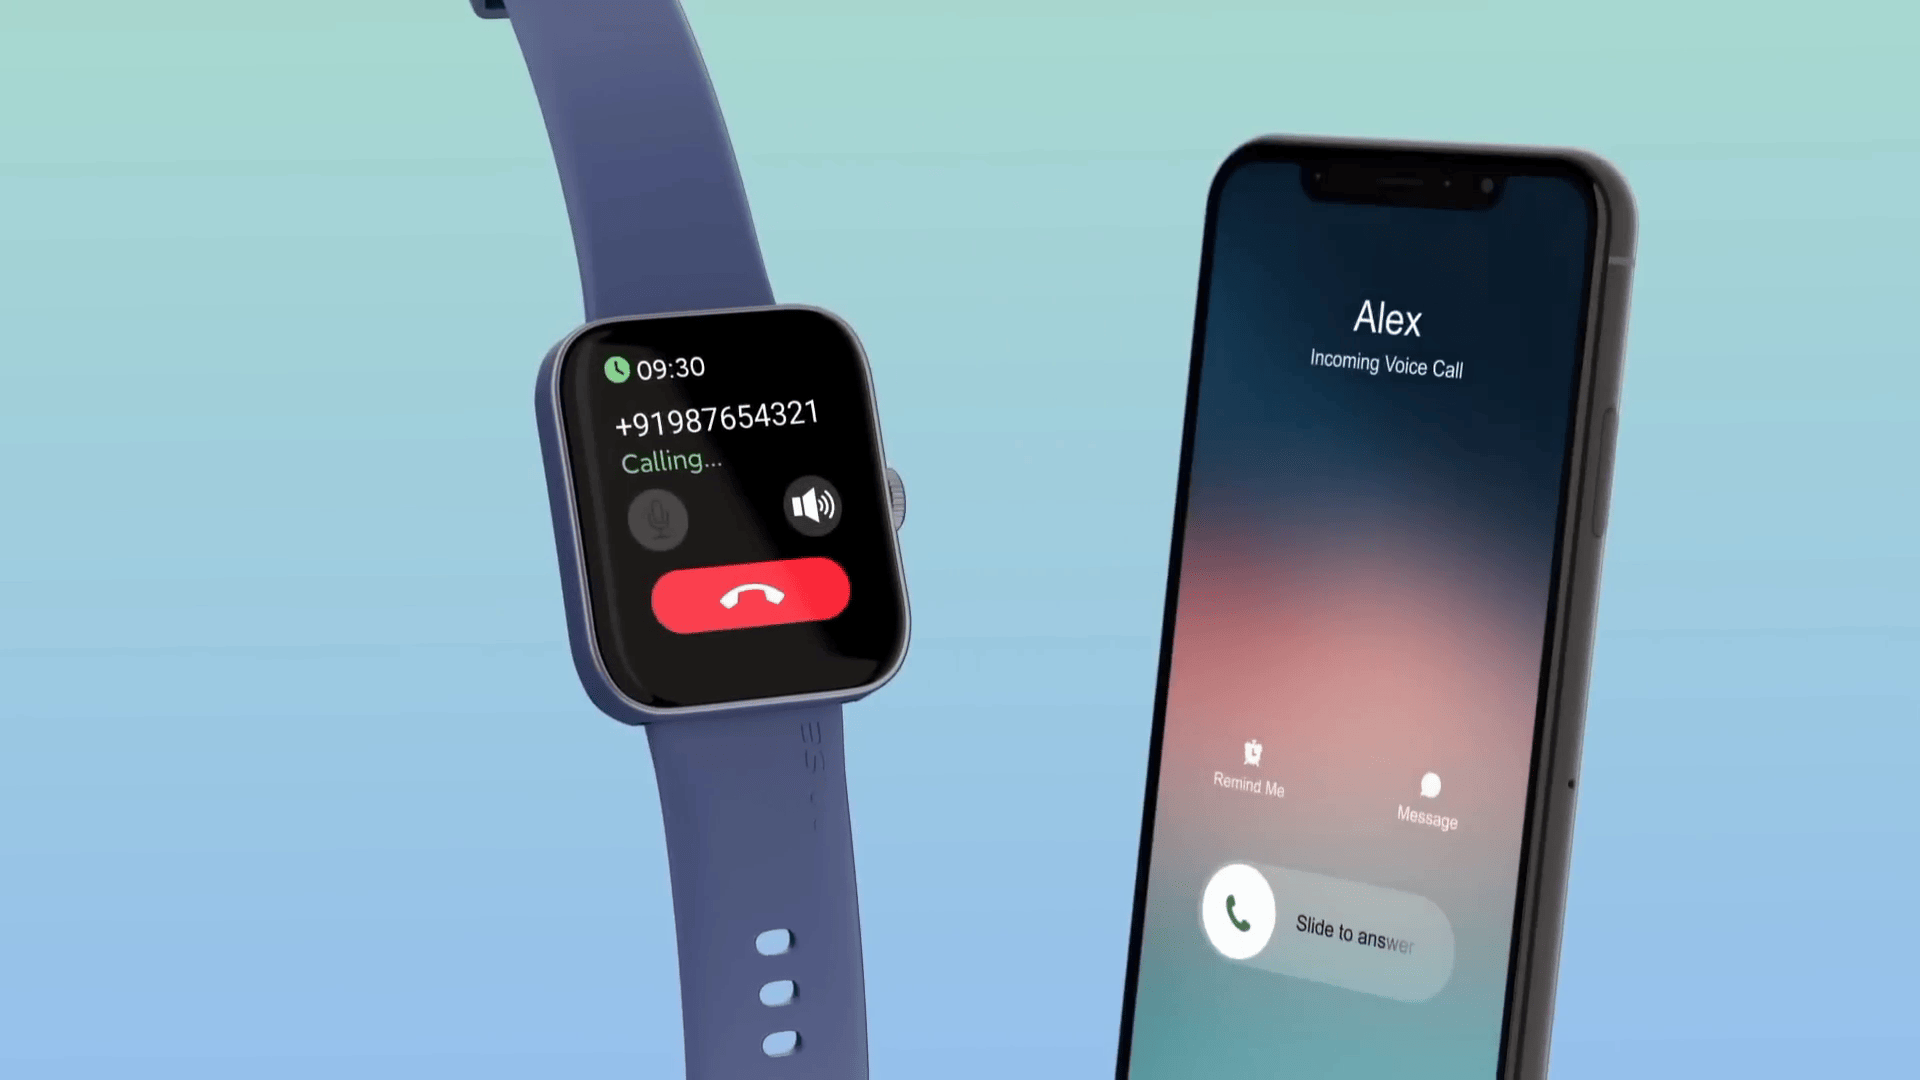 09:30
+91987654321
Calling...
Alex
Incoming Voice Call
Remind Me
Message
Slide to answer